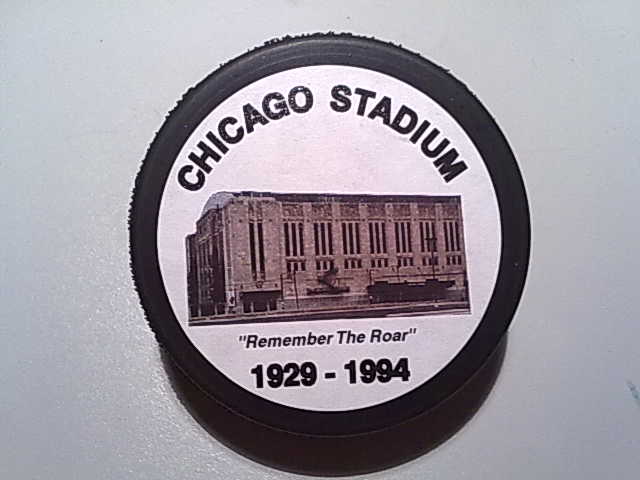 CHICAGO STADIUM
"Remember The Roar"
1929 - 1994